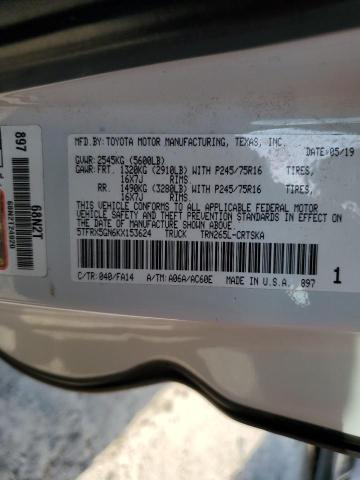 MFD.BY:TOYOTA MOTOR MANUFACTURING, TEXAS, INC.
DATE:05/19
GVWR:2545KG (5600LB)
GAWR:FRT. 1320KG (2910LB) WITH P245/75R16 TIRES,
16X7J RIMS,
RR. 1490KG (3280LB) WITH P245/75R16 TIRES,
16X7J RIMS,
THIS VEHICLE CONFORMS TO ALL APPLICABLE FEDERAL MOTOR
VEHICLE SAFETY, BUMPER, AND THEFT PREVENTION STANDARDS IN EFFECT ON
THE DATE OF MANUFACTURE SHOWN ABOVE.
5TFRX5GN6KX153624 TRUCK TRN265L-CRTSKA
C/TR:040/FA14 A/TM:A06A/AC60E MADE IN U.S.A. 897
1
897
68N2T